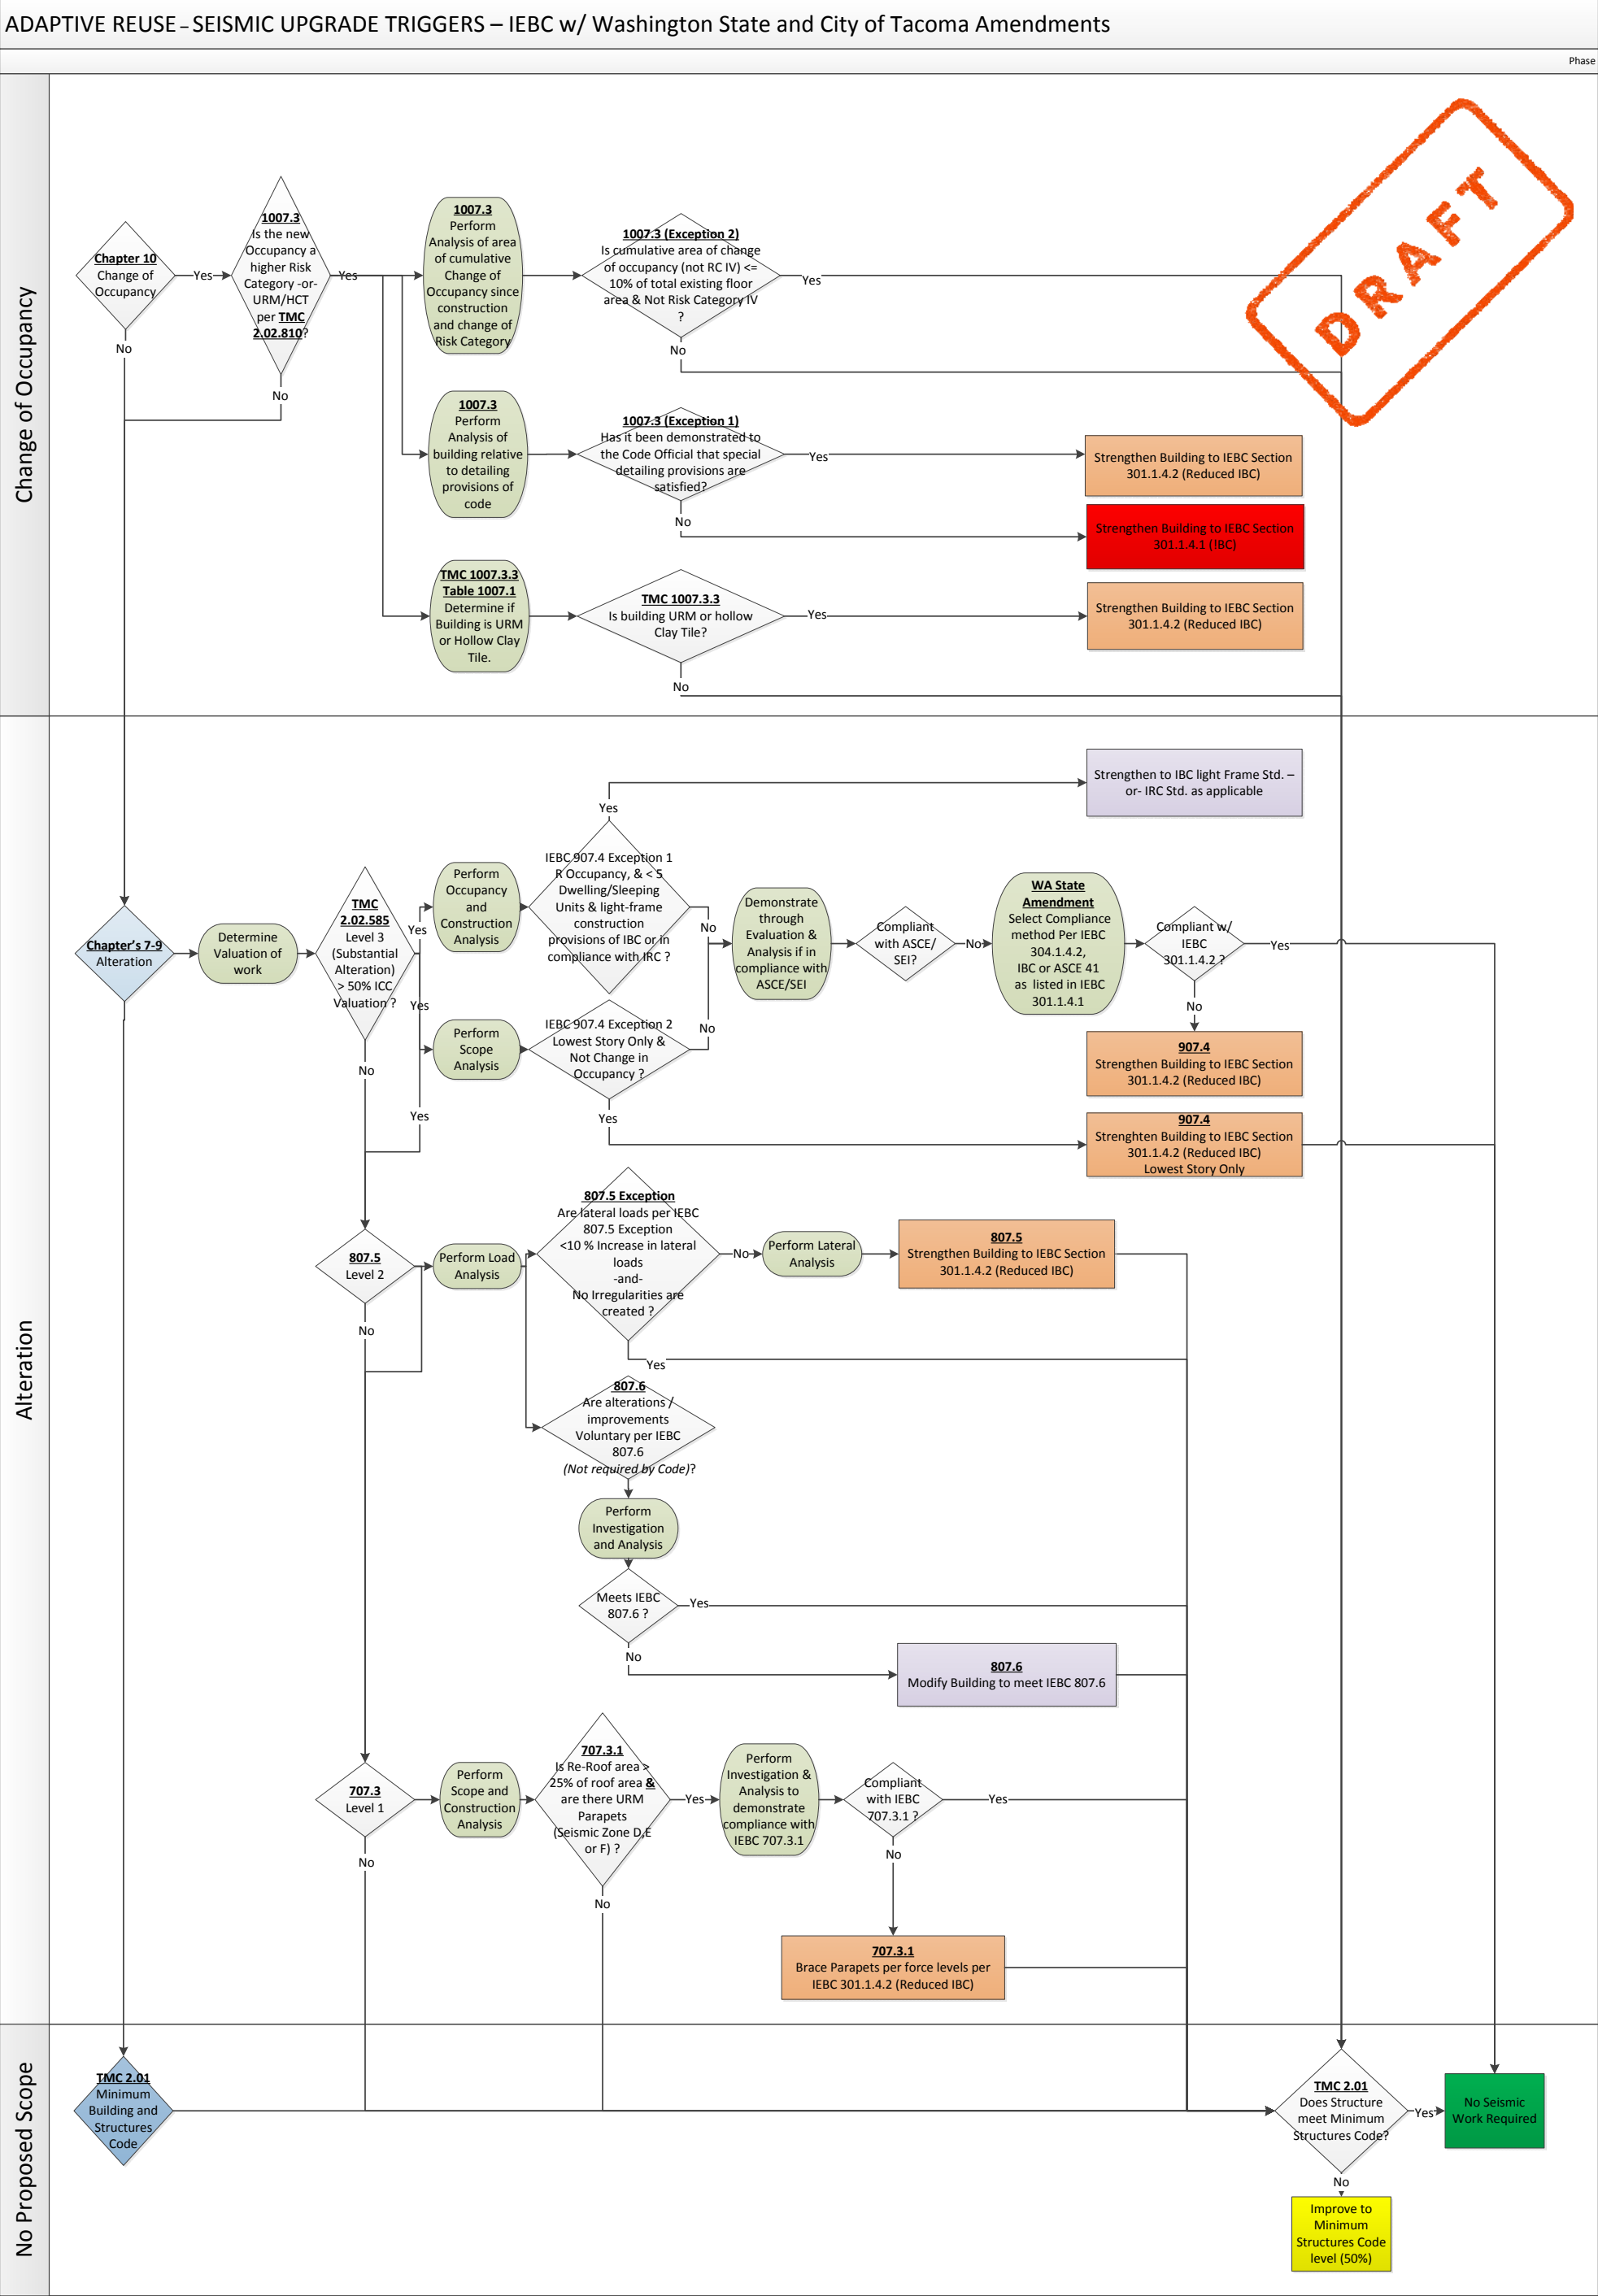 ADAPTIVE REUSE – SEISMIC UPGRADE TRIGGERS – IEBC w/ Washington State and City of Tacoma Amendments
Phase
DRAFT
Change of Occupancy
Chapter 10
Change of
Occupancy
Yes
No
1007.3
Is the new
Occupancy a
higher Risk
Category -or-
URM/HCT
per TMC
2.02.810?
Yes
No
1007.3
Perform
Analysis of area
of cumulative
Change of
Occupancy since
construction
and change of
Risk Category
1007.3 (Exception 2)
Is cumulative area of change
of occupancy (not RC IV) <=
10% of total existing floor
area & Not Risk Category IV
?
Yes
No
1007.3
Perform
Analysis of
building relative
to detailing
provisions of
code
1007.3 (Exception 1)
Has it been demonstrated to
the Code Official that special
detailing provisions are
satisfied?
Yes
No
Strengthen Building to IEBC Section
301.1.4.2 (Reduced IBC)
Strengthen Building to IEBC Section
301.1.4.1 (IBC)
TMC 1007.3.3
Table 1007.1
Determine if
Building is URM
or Hollow Clay
Tile.
TMC 1007.3.3
Is building URM or hollow
Clay Tile?
Yes
No
Strengthen Building to IEBC Section
301.1.4.2 (Reduced IBC)
Alteration
Strengthen to IBC light Frame Std. –
or- IRC Std. as applicable
Yes
Chapter's 7-9
Alteration
Determine
Valuation of
work
TMC
2.02.585
Level 3
(Substantial
Alteration)
> 50% ICC
Valuation ?
Yes
Yes
Yes
No
Perform
Occupancy
and
Construction
Analysis
IEBC 907.4 Exception 1
R Occupancy, & < 5
Dwelling/Sleeping
Units & light-frame
construction
provisions of IBC or in
compliance with IRC ?
No
Perform
Scope
Analysis
IEBC 907.4 Exception 2
Lowest Story Only &
Not Change in
Occupancy ?
No
Yes
Demonstrate
through
Evaluation &
Analysis if in
compliance with
ASCE/SEI
Compliant
with ASCE/
SEI?
No
WA State
Amendment
Select Compliance
method Per IEBC
304.1.4.2,
IBC or ASCE 41
as listed in IEBC
301.1.4.1
Compliant w/
IEBC
301.1.4.2 ?
Yes
No
907.4
Strengthen Building to IEBC Section
301.1.4.2 (Reduced IBC)
907.4
Strenghten Building to IEBC Section
301.1.4.2 (Reduced IBC)
Lowest Story Only
807.5
Level 2
No
Perform Load
Analysis
807.5 Exception
Are lateral loads per IEBC
807.5 Exception
<10 % Increase in lateral
loads
-and-
No Irregularities are
created ?
No
Yes
Perform Lateral
Analysis
807.5
Strengthen Building to IEBC Section
301.1.4.2 (Reduced IBC)
807.6
Are alterations /
improvements
Voluntary per IEBC
807.6
(Not required by Code)?
Perform
Investigation
and Analysis
Meets IEBC
807.6 ?
Yes
No
807.6
Modify Building to meet IEBC 807.6
707.3
Level 1
No
Perform
Scope and
Construction
Analysis
707.3.1
Is Re-Roof area >
25% of roof area &
are there URM
Parapets
(Seismic Zone D,E
or F) ?
Yes
No
Perform
Investigation &
Analysis to
demonstrate
compliance with
IEBC 707.3.1
Compliant
with IEBC
707.3.1 ?
Yes
No
707.3.1
Brace Parapets per force levels per
IEBC 301.1.4.2 (Reduced IBC)
No Proposed Scope
TMC 2.01
Minimum
Building and
Structures
Code
TMC 2.01
Does Structure
meet Minimum
Structures Code?
Yes
No
No Seismic
Work Required
Improve to
Minimum
Structures Code
level (50%)